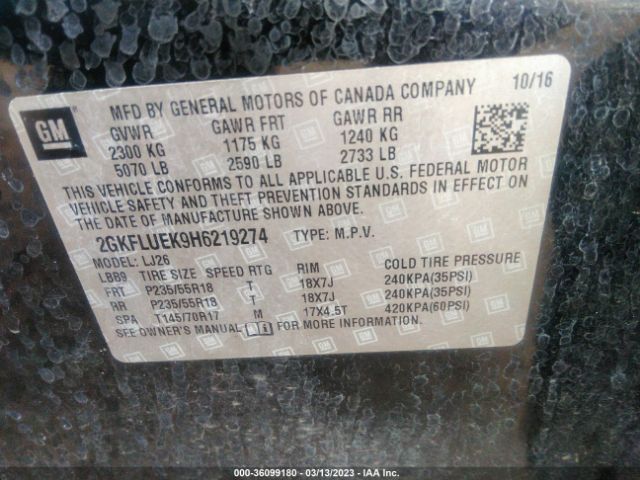 GM
MFD BY GENERAL MOTORS OF CANADA COMPANY 10/16
GVWR GAWR FRT GAWR RR
2300 KG 1175 KG 1240 KG
5070 LB 2590 LB 2733 LB
THIS VEHICLE CONFORMS TO ALL APPLICABLE U.S. FEDERAL MOTOR
VEHICLE SAFETY AND THEFT PREVENTION STANDARDS IN EFFECT ON
THE DATE OF MANUFACTURE SHOWN ABOVE.
2GKFLUEK9H6219274 TYPE: M.P.V.
MODEL: LJ26
LBB9 TIRE SIZE SPEED RTG RIM COLD TIRE PRESSURE
FRT P235/55R18 T 18X7J 240KPA(35PSI)
RR P235/55R18 T 18X7J 240KPA(35PSI)
SPA T145/70R17 M 17X4.5T 420KPA(60PSI)
SEE OWNER'S MANUAL FOR ADDITIONAL INFORMATION.
000-36099180 - 03/13/2023 - IAA Inc.